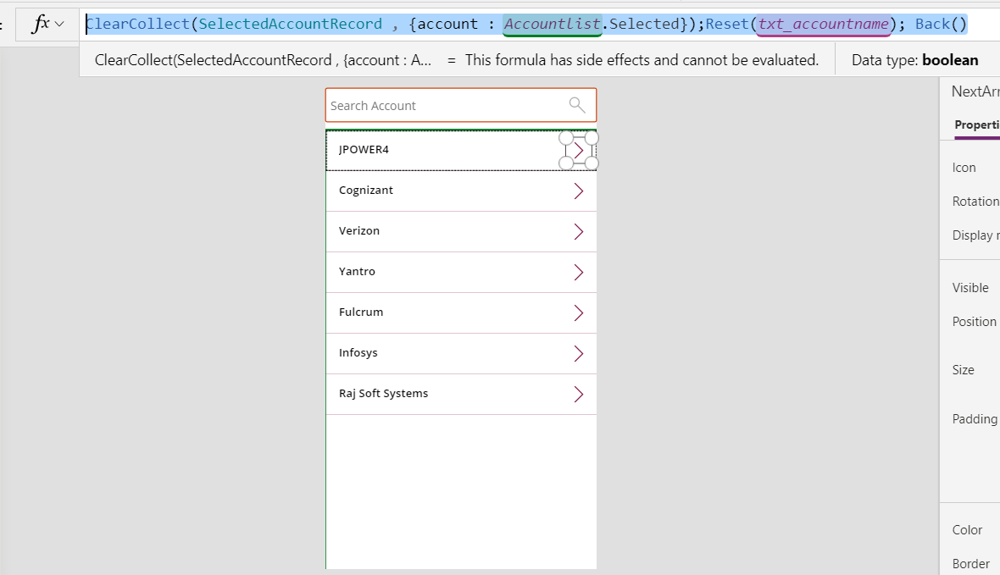 fx
ClearCollect(SelectedAccountRecord , {account : AccountList.Selected});Reset(txt_accountname); Back()
ClearCollect(SelectedAccountRecord , {account : A... = This formula has side effects and cannot be evaluated. Data type: boolean
Search Account
JPOWER4
Cognizant
Verizon
Yantro
Fulcrum
Infosys
Raj Soft Systems
NextArr
Properti
Icon
Rotation
Display r
Visible
Position
Size
Padding
Color
Border